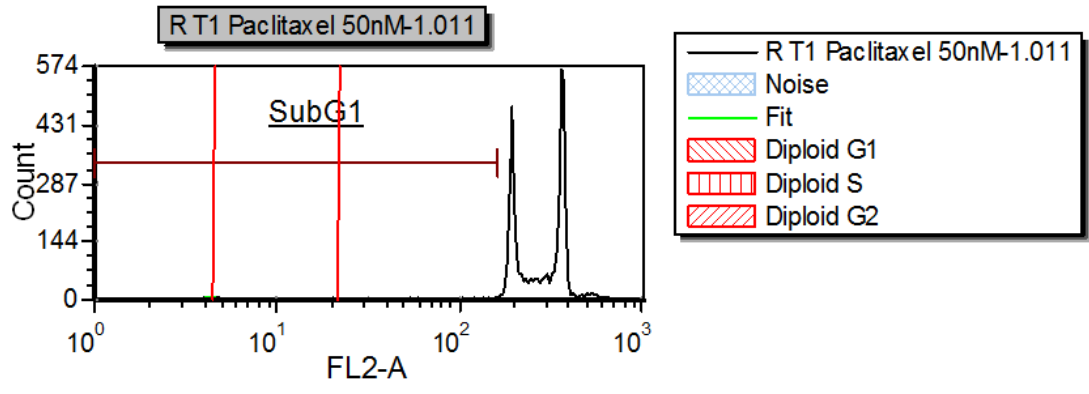 R T1 Paclitaxel 50nM-1.011
574
431
287
144
0
Count
SubG1
10^0
10^1
10^2
10^3
FL2-A
R T1 Paclitaxel 50nM-1.011
Noise
Fit
Diploid G1
Diploid S
Diploid G2